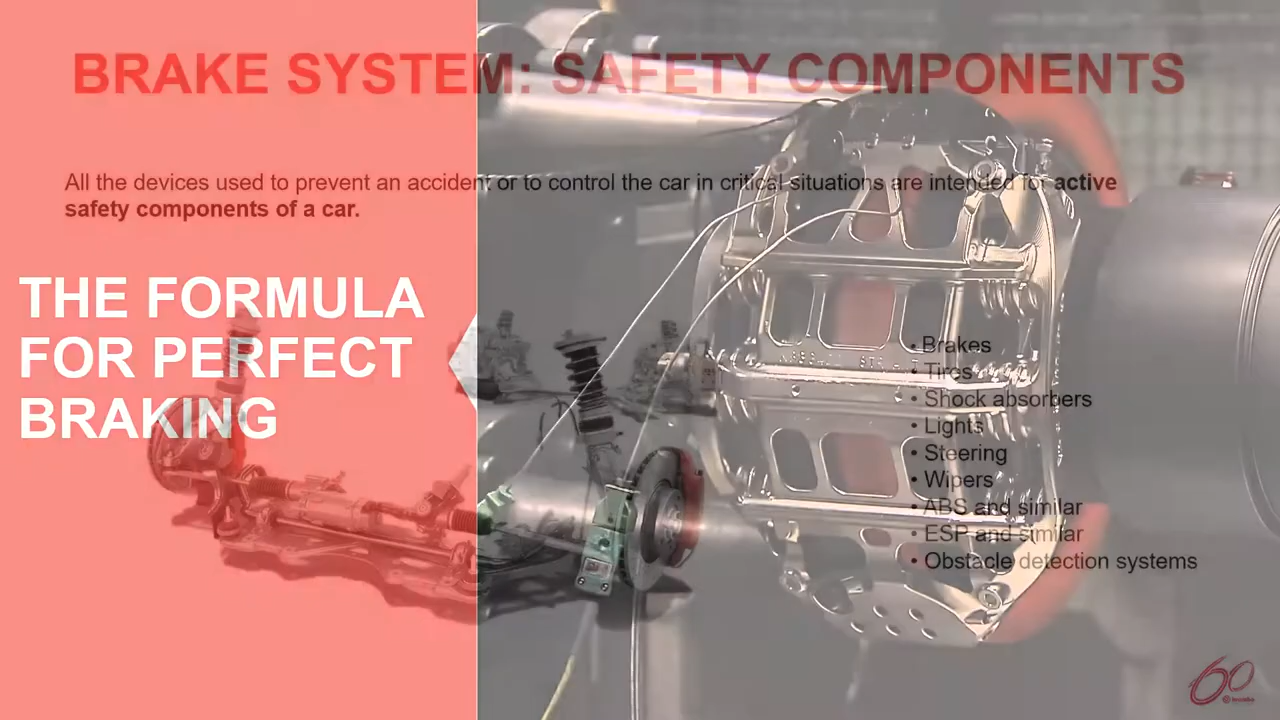 BRAKE SYSTEM: SAFETY COMPONENTS
All the devices used to prevent an accident or to control the car in critical situations are intended for active
safety components of a car.
THE FORMULA
FOR PERFECT
BRAKING
• Brakes
• Tires
• Shock absorbers
• Lights
• Steering
• Wipers
• ABS and similar
• ESP and similar
• Obstacle detection systems
60
brembo